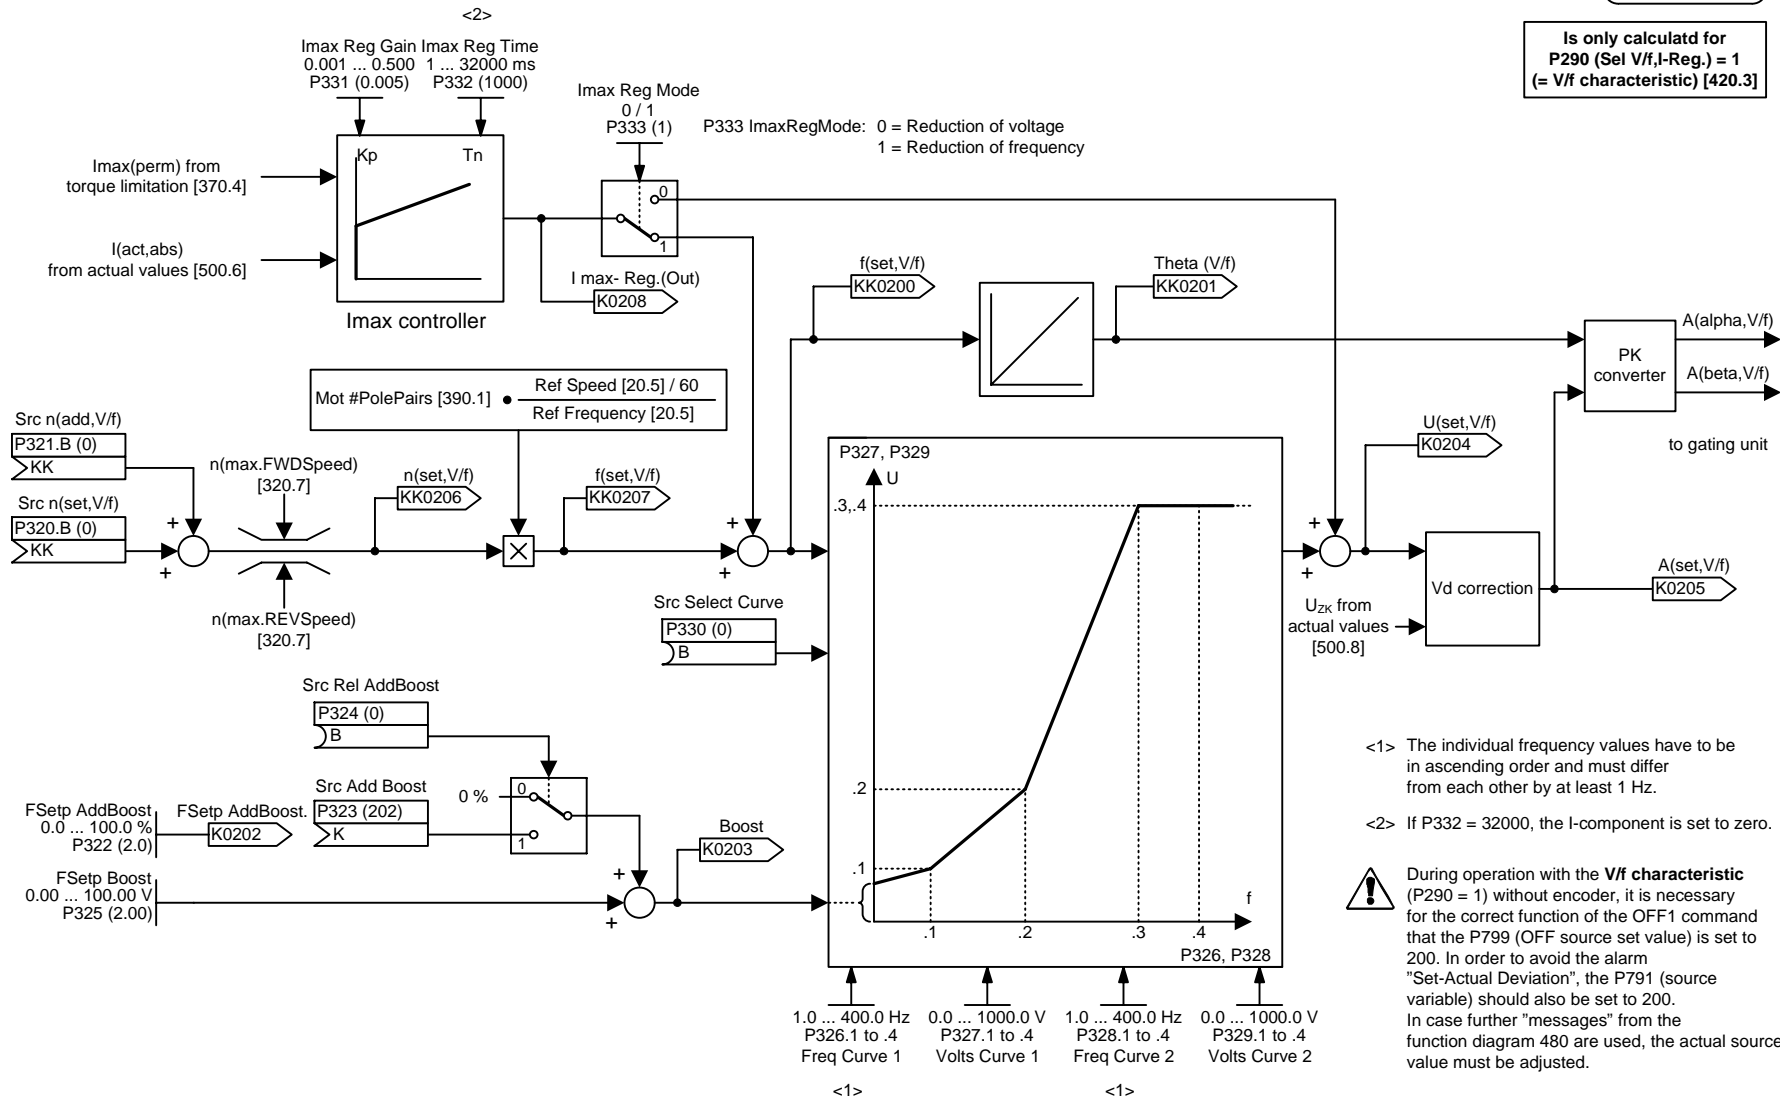 <2>
Imax Reg Gain
0.001 ... 0.500
P331 (0.005)
Imax Reg Time
1 ... 32000 ms
P332 (1000)
Imax Reg Mode
0 / 1
P333 (1)
P333 ImaxRegMode: 0 = Reduction of voltage
1 = Reduction of frequency
Is only calculatd for
P290 (Sel V/f,I-Reg.) = 1
(= V/f characteristic) [420.3]
Kp
Tn
Imax(perm) from
torque limitation [370.4]
I(act,abs)
from actual values [500.6]
0
1
I max- Reg.(Out)
K0208
Imax controller
f(set,V/f)
KK0200
Theta (V/f)
KK0201
A(alpha,V/f)
PK
converter
A(beta,V/f)
to gating unit
Mot #PolePairs [390.1] •
Ref Speed [20.5] / 60
Ref Frequency [20.5]
Src n(add,V/f)
P321.B (0)
KK
Src n(set,V/f)
P320.B (0)
KK
+
+
n(max.FWDSpeed)
[320.7]
n(max.REVSpeed)
[320.7]
n(set,V/f)
KK0206
f(set,V/f)
KK0207
+
+
U(set,V/f)
K0204
+
+
Vd correction
A(set,V/f)
K0205
UZK from
actual values
[500.8]
Src Select Curve
P330 (0)
B
P327, P329
U
.3,.4
.2
.1
f
.1
.2
.3
.4
P326, P328
Src Rel AddBoost
P324 (0)
B
0 %
0
1
Src Add Boost
P323 (202)
K
FSetp AddBoost
0.0 ... 100.0 %
P322 (2.0)
FSetp AddBoost.
K0202
FSetp Boost
0.00 ... 100.00 V
P325 (2.00)
+
+
Boost
K0203
1.0 ... 400.0 Hz
P326.1 to .4
Freq Curve 1
<1>
0.0 ... 1000.0 V
P327.1 to .4
Volts Curve 1
1.0 ... 400.0 Hz
P328.1 to .4
Freq Curve 2
<1>
0.0 ... 1000.0 V
P329.1 to .4
Volts Curve 2
<1> The individual frequency values have to be
in ascending order and must differ
from each other by at least 1 Hz.
<2> If P332 = 32000, the I-component is set to zero.
During operation with the V/f characteristic
(P290 = 1) without encoder, it is necessary
for the correct function of the OFF1 command
that the P799 (OFF source set value) is set to
200. In order to avoid the alarm
"Set-Actual Deviation", the P791 (source
variable) should also be set to 200.
In case further "messages" from the
function diagram 480 are used, the actual source
value must be adjusted.